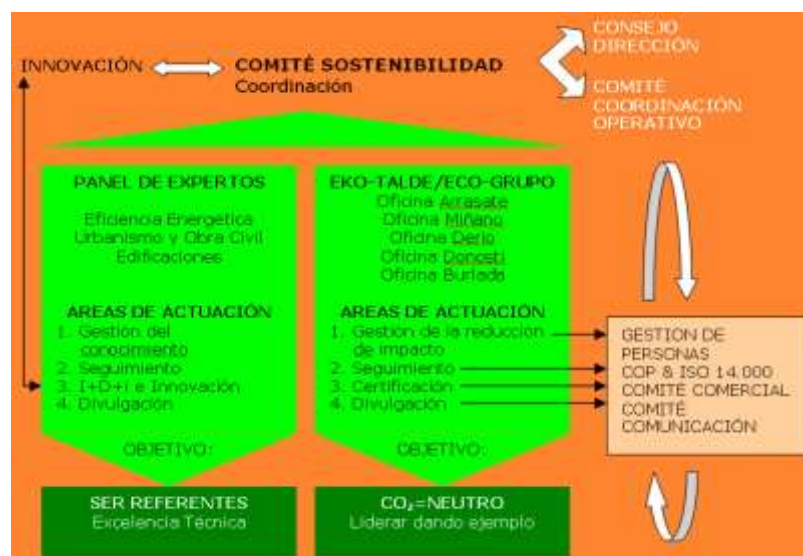 CONSEJO
DIRECCIÓN
INNOVACIÓN
COMITÉ SOSTENIBILIDAD
Coordinación
COMITÉ
COORDINACIÓN
OPERATIVO
PANEL DE EXPERTOS
Eficiencia Energética
Urbanismo y Obra Civil
Edificaciones
AREAS DE ACTUACIÓN
1. Gestión del
conocimiento
2. Seguimiento
3. I+D+i e Innovación
4. Divulgación
OBJETIVO:
SER REFERENTES
Excelencia Técnica
EKO-TALDE/ECO-GRUPO
Oficina Arrasate
Oficina Miñano
Oficina Derio
Oficina Donosti
Oficina Burlada
AREAS DE ACTUACIÓN
1. Gestión de la reducción
de impacto
2. Seguimiento
3. Certificación
4. Divulgación
OBJETIVO:
CO₂=NEUTRO
Liderar dando ejemplo
GESTION DE
PERSONAS
COP & ISO 14.000
COMITÉ COMERCIAL
COMITÉ
COMUNICACIÓN